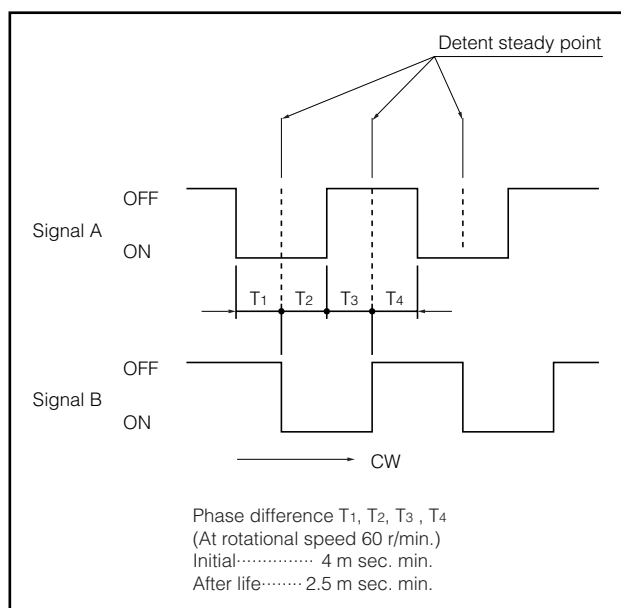 Detent steady point
OFF
Signal A
ON
T1 T2 T3 T4
OFF
Signal B
ON
CW
Phase difference T1, T2, T3 , T4
(At rotational speed 60 r/min.)
Initial··············· 4 m sec. min.
After life········ 2.5 m sec. min.